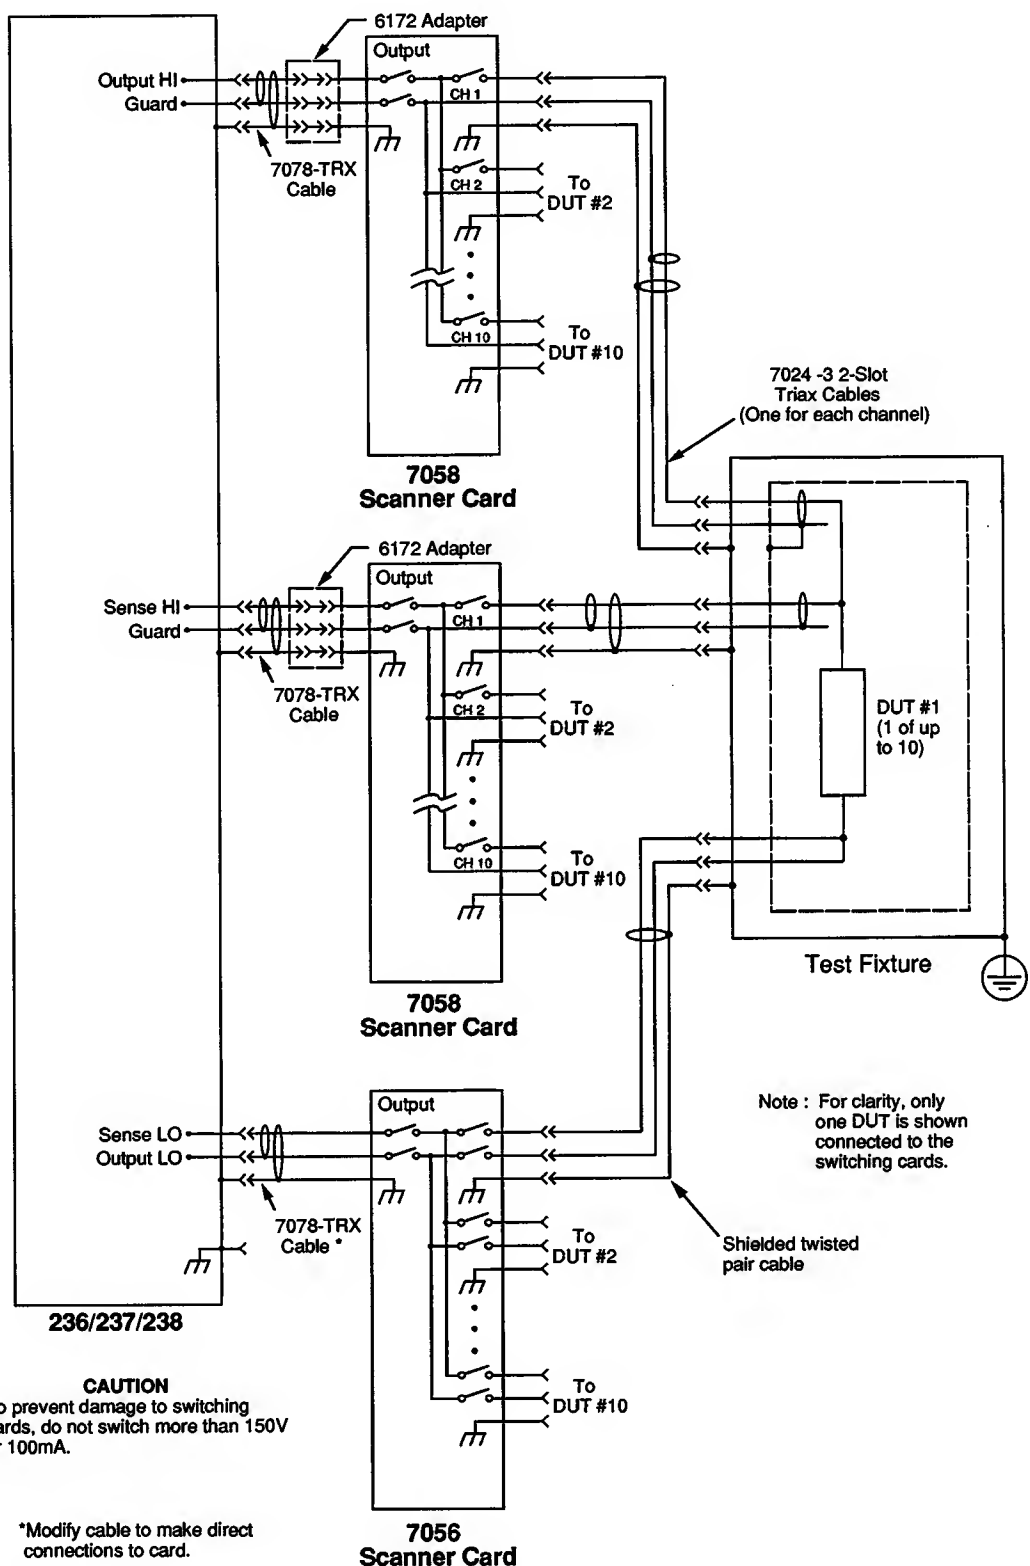 6172 Adapter
Output
Output HI
Guard
CH 1
7078-TRX
Cable
CH 2
To
DUT #2
CH 10
To
DUT #10
7058
Scanner Card
7024 -3 2-Slot
Triax Cables
(One for each channel)
6172 Adapter
Output
Sense HI
Guard
CH 1
7078-TRX
Cable
CH 2
To
DUT #2
CH 10
To
DUT #10
7058
Scanner Card
DUT #1
(1 of up
to 10)
Test Fixture
Output
Sense LO
Output LO
7078-TRX
Cable *
To
DUT #2
To
DUT #10
7056
Scanner Card
Note : For clarity, only
one DUT is shown
connected to the
switching cards.
Shielded twisted
pair cable
236/237/238
CAUTION
o prevent damage to switching
ards, do not switch more than 150V
r 100mA.
*Modify cable to make direct
connections to card.